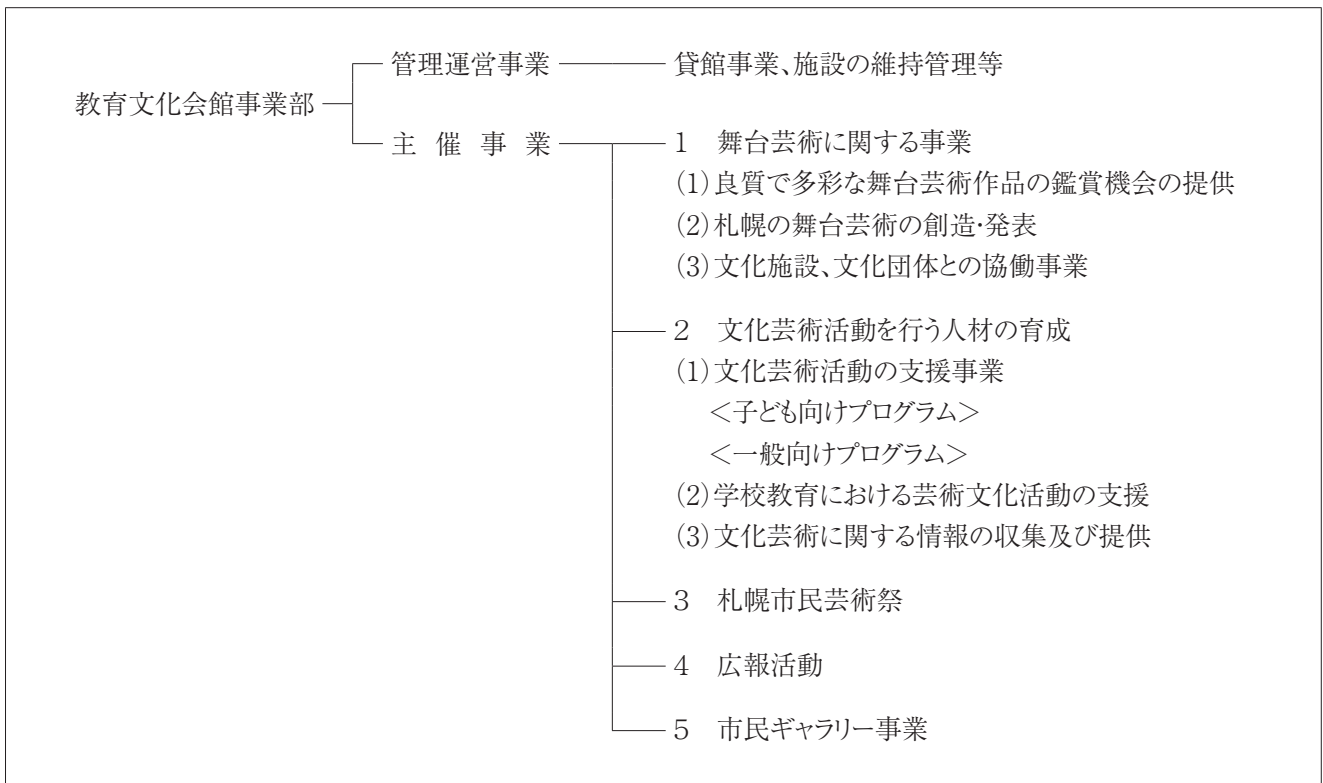 教育文化会館事業部
管理運営事業
貸館事業、施設の維持管理等
主催事業
1 舞台芸術に関する事業
(1)良質で多彩な舞台芸術作品の鑑賞機会の提供
(2)札幌の舞台芸術の創造・発表
(3)文化施設、文化団体との協働事業
2 文化芸術活動を行う人材の育成
(1)文化芸術活動の支援事業
<子ども向けプログラム>
<一般向けプログラム>
(2)学校教育における芸術文化活動の支援
(3)文化芸術に関する情報の収集及び提供
3 札幌市民芸術祭
4 広報活動
5 市民ギャラリー事業